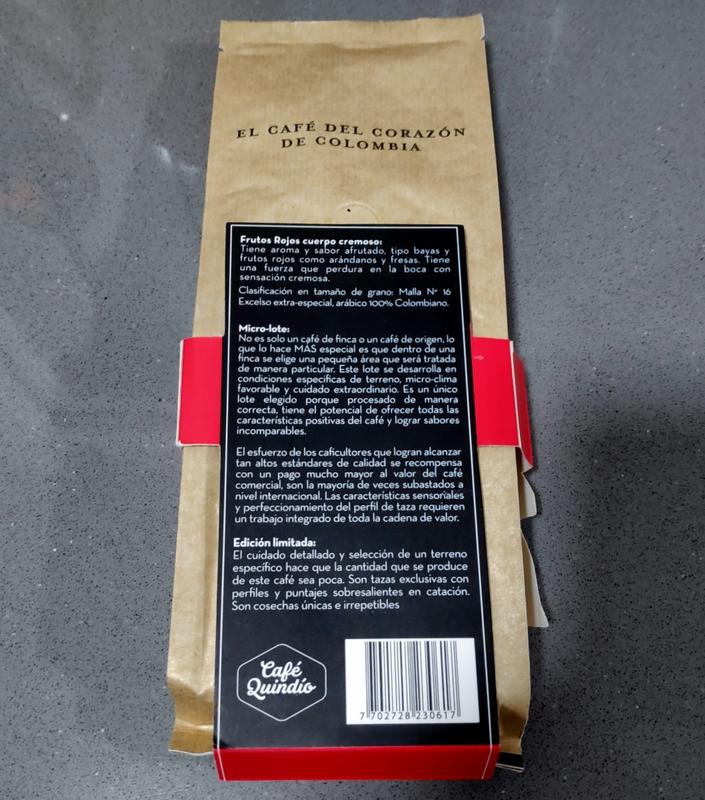 EL CAFÉ DEL CORAZÓN
DE COLOMBIA
Frutos Rojos cuerpo cremoso:
Tiene aroma y sabor afrutado, tipo bayas y
frutos rojos como arándanos y fresas. Tiene
una fuerza que perdura en la boca con
sensación cremosa.
Clasificación en tamaño de grano: Malla Nº 16
Excelso extra-especial, arábico 100% Colombiano.
Micro-lote:
No es solo un café de finca o un café de origen, lo
que lo hace MAS especial es que dentro de una
finca se elige una pequeña área que será tratada
de manera particular. Este lote se desarrolla en
condiciones especificas de terreno, micro-clima
favorable y cuidado extraordinario. Es un único
lote elegido porque procesado de manera
correcta, tiene el potencial de ofrecer todas las
características positivas del café y lograr sabores
incomparables.
El esfuerzo de los caficultores que logran alcanzar
tan altos estándares de calidad se recompensa
con un pago mucho mayor al valor del café
comercial, son la mayoría de veces subastados a
nivel internacional. Las características sensoriales
y perfeccionamiento del perfil de taza requieren
un trabajo integrado de toda la cadena de valor.
Edición limitada:
El cuidado detallado y selección de un terreno
específico hace que la cantidad que se produce
de este café sea poca. Son tazas exclusivas con
perfiles y puntajes sobresalientes en catación.
Son cosechas únicas e irrepetibles
Café
Quindío
7 702728 230617